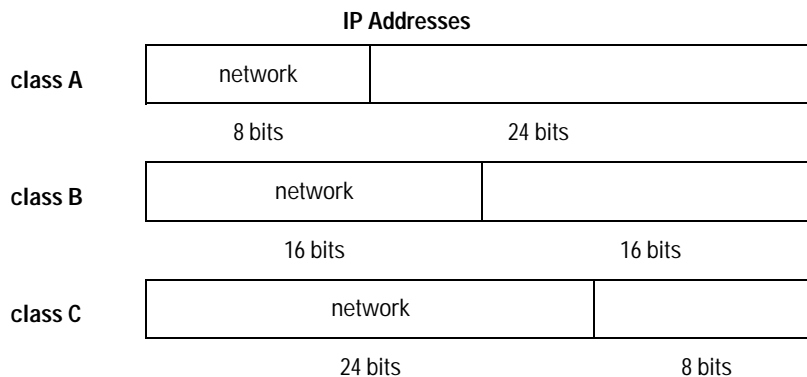 IP Addresses
class A
network
8 bits
24 bits
class B
network
16 bits
16 bits
class C
network
24 bits
8 bits